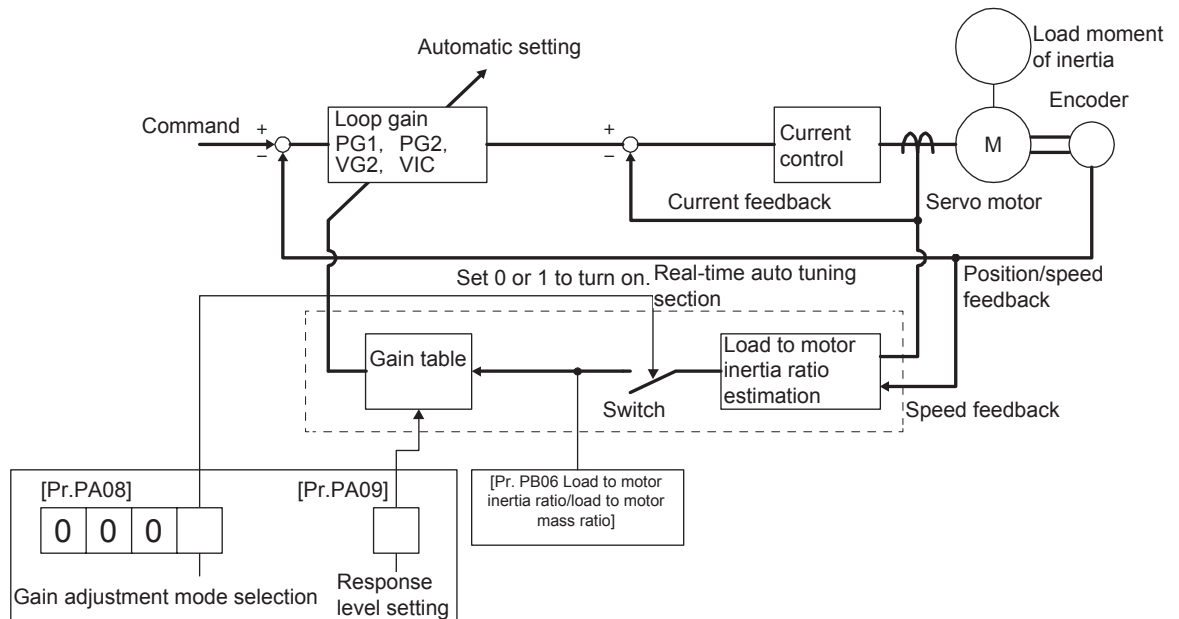 Load moment
of inertia
Automatic setting
Encoder
Command
+
−
Loop gain
PG1, PG2,
VG2, VIC
+
−
Current
control
M
Current feedback
Servo motor
Set 0 or 1 to turn on.
Real-time auto tuning
section
Position/speed
feedback
Gain table
Load to motor
inertia ratio
estimation
Switch
Speed feedback
[Pr.PA08]
[Pr.PA09]
[Pr. PB06 Load to motor
inertia ratio/load to motor
mass ratio]
0 0 0
Gain adjustment mode selection
Response
level setting